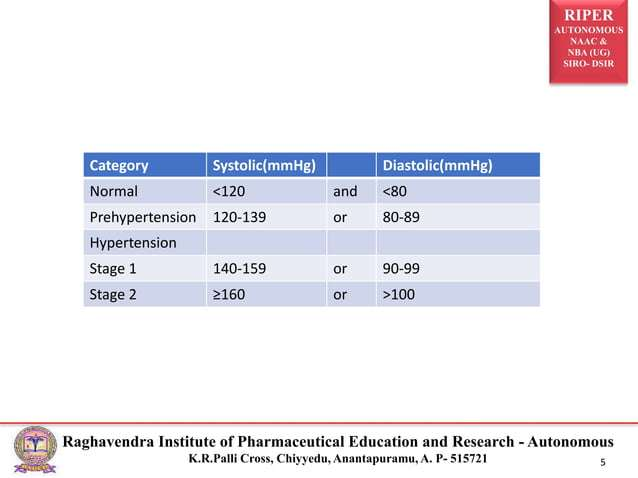 RIPER
AUTONOMOUS
NAAC &
NBA (UG)
SIRO- DSIR
Category Systolic(mmHg) Diastolic(mmHg)
Normal <120 and <80
Prehypertension 120-139 or 80-89
Hypertension
Stage 1 140-159 or 90-99
Stage 2 ≥160 or >100
Raghavendra Institute of Pharmaceutical Education and Research - Autonomous
K.R.Palli Cross, Chiyyedu, Anantapuramu, A. P- 515721
5